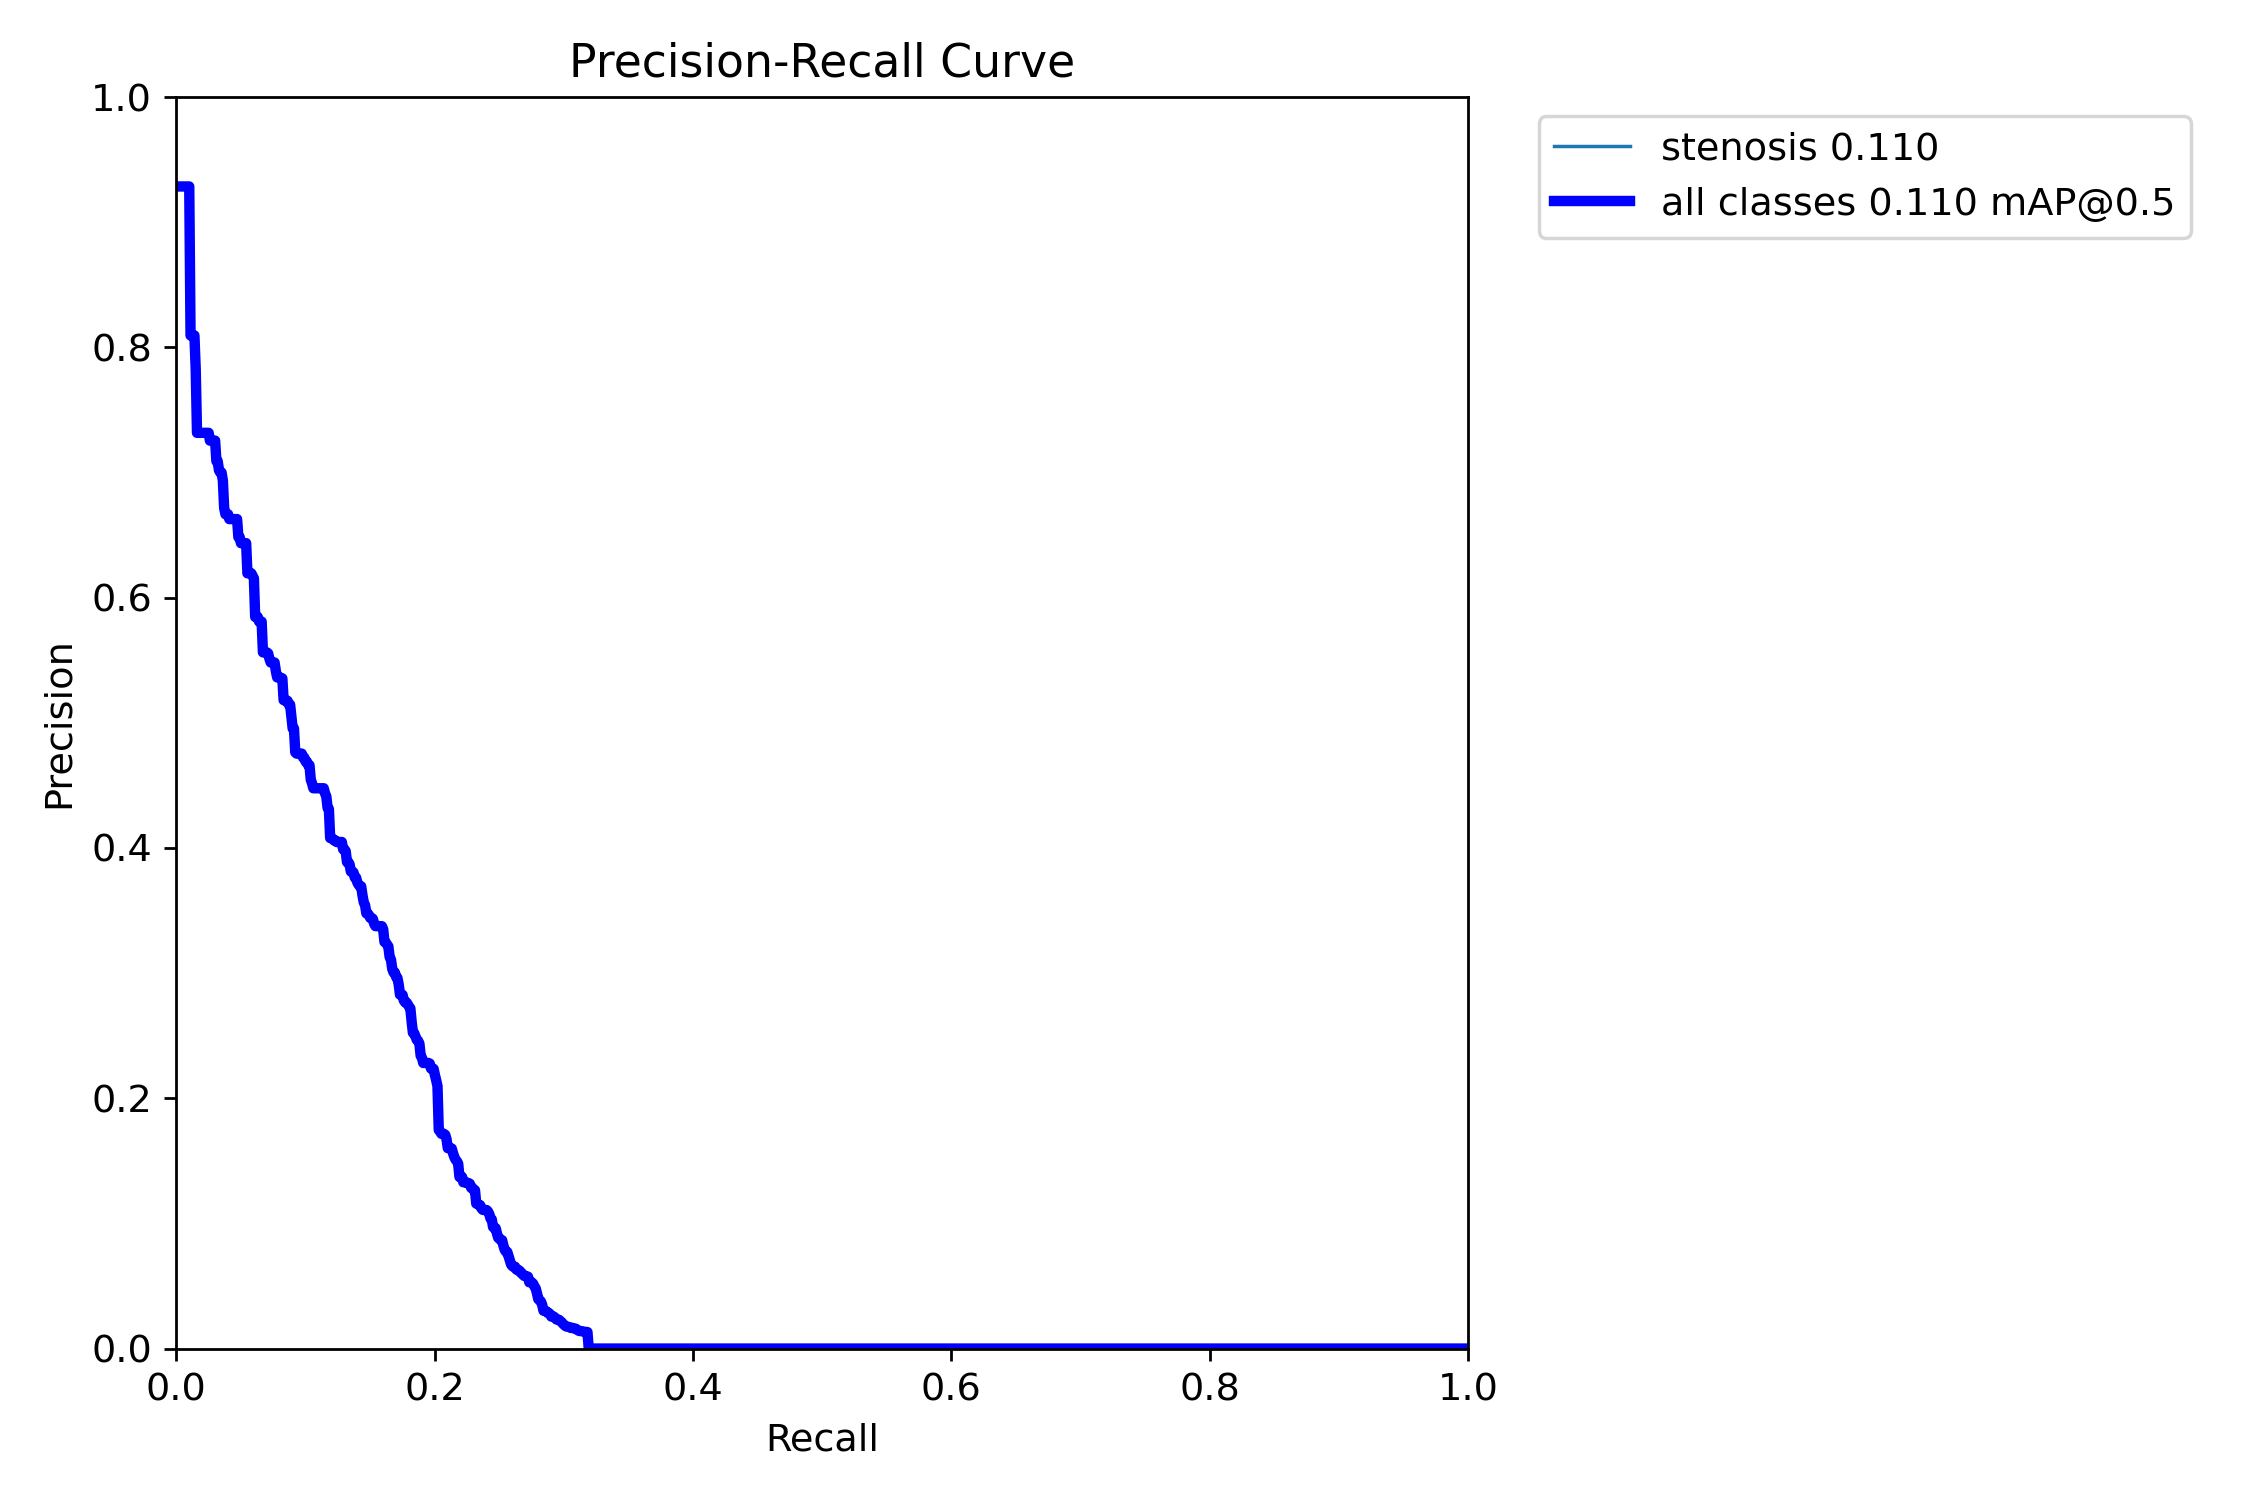 Precision-Recall Curve
1.0
0.8
0.6
0.4
0.2
0.0
Precision
0.0 0.2 0.4 0.6 0.8 1.0
Recall
stenosis 0.110
all classes 0.110 mAP@0.5